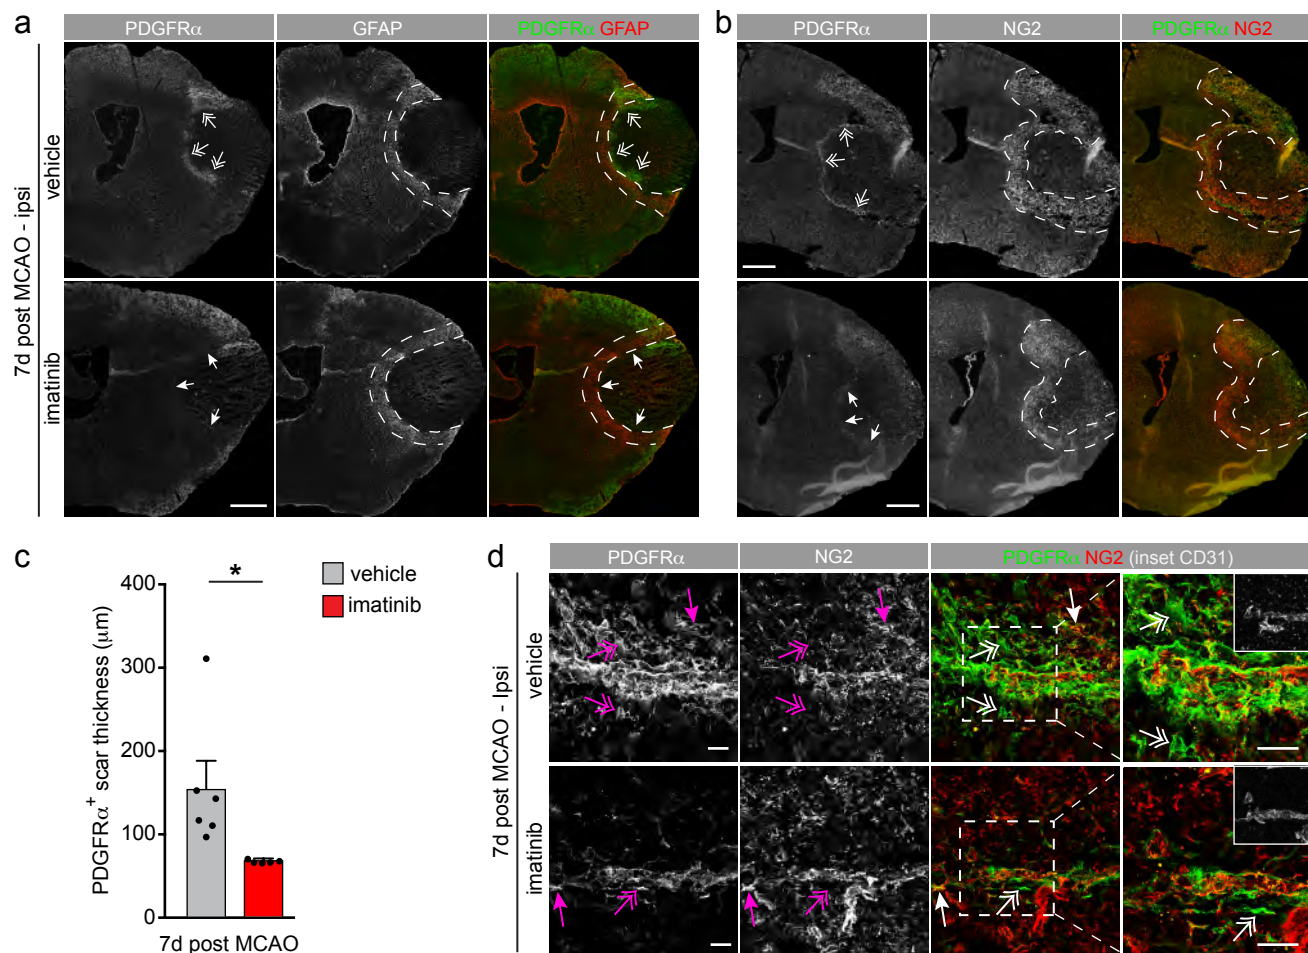 a
PDGFRα
GFAP
PDGFRα GFAP
7d post MCAO - ipsi
vehicle
imatinib
b
PDGFRα
NG2
PDGFRα NG2
c
*
vehicle
imatinib
PDGFRα+ scar thickness (μm)
400
300
200
100
0
7d post MCAO
d
PDGFRα
NG2
PDGFRα NG2 (inset CD31)
7d post MCAO - Ipsi
vehicle
imatinib